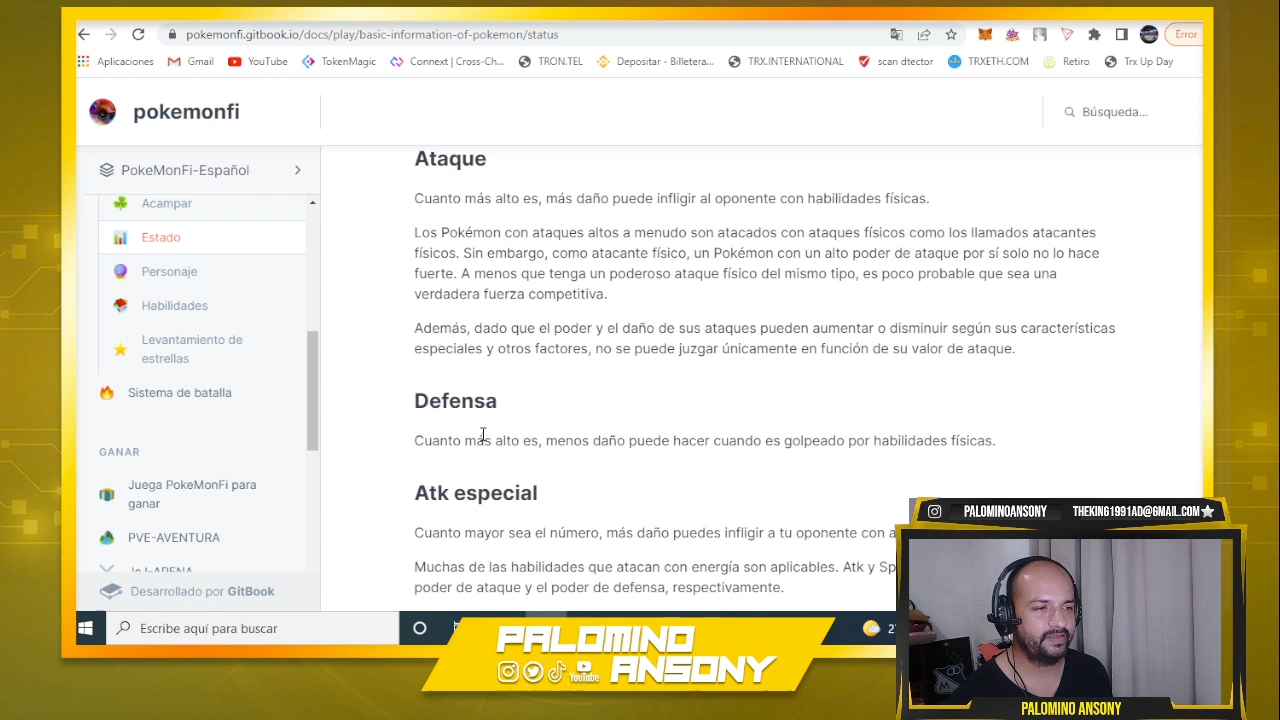 pokemonfi.gitbook.io/docs/play/basic-information-of-pokemon/status
Error
Aplicaciones
Gmail
YouTube
TokenMagic
Connext | Cross-Ch...
TRON.TEL
Depositar - Billetera...
TRX.INTERNATIONAL
scan dtector
TRXETH.COM
Retiro
Trx Up Day
pokemonfi
Búsqueda...
PokeMonFi-Español
Acampar
Estado
Personaje
Habilidades
Levantamiento de
estrellas
Sistema de batalla
GANAR
Juega PokeMonFi para
ganar
PVE-AVENTURA
Desarrollado por GitBook
Ataque
Cuanto más alto es, más daño puede infligir al oponente con habilidades físicas.
Los Pokémon con ataques altos a menudo son atacados con ataques físicos como los llamados atacantes
físicos. Sin embargo, como atacante físico, un Pokémon con un alto poder de ataque por sí solo no lo hace
fuerte. A menos que tenga un poderoso ataque físico del mismo tipo, es poco probable que sea una
verdadera fuerza competitiva.
Además, dado que el poder y el daño de sus ataques pueden aumentar o disminuir según sus características
especiales y otros factores, no se puede juzgar únicamente en función de su valor de ataque.
Defensa
Cuanto más alto es, menos daño puede hacer cuando es golpeado por habilidades físicas.
Atk especial
Cuanto mayor sea el número, más daño puedes infligir a tu oponente con a
Muchas de las habilidades que atacan con energía son aplicables. Atk y Sp
poder de ataque y el poder de defensa, respectivamente.
Escribe aquí para buscar
PALOMINO
ANSONY
YouTube
PALOMINOANSONY
THEKING1991AD@GMAIL.COM
PALOMINO ANSONY